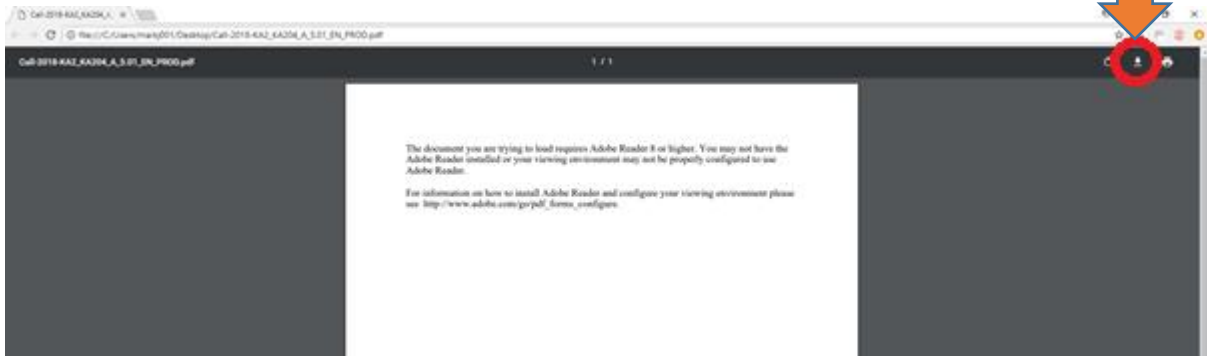 Call-2018-KA2_KA204_A_5.01_EN_PROD.pdf
1 / 1
The document you are trying to load requires Adobe Reader 8 or higher. You may not have the
Adobe Reader installed or your viewing environment may not be properly configured to use
Adobe Reader.
For information on how to install Adobe Reader and configure your viewing environment please
see http://www.adobe.com/go/pdf_forms_configure.